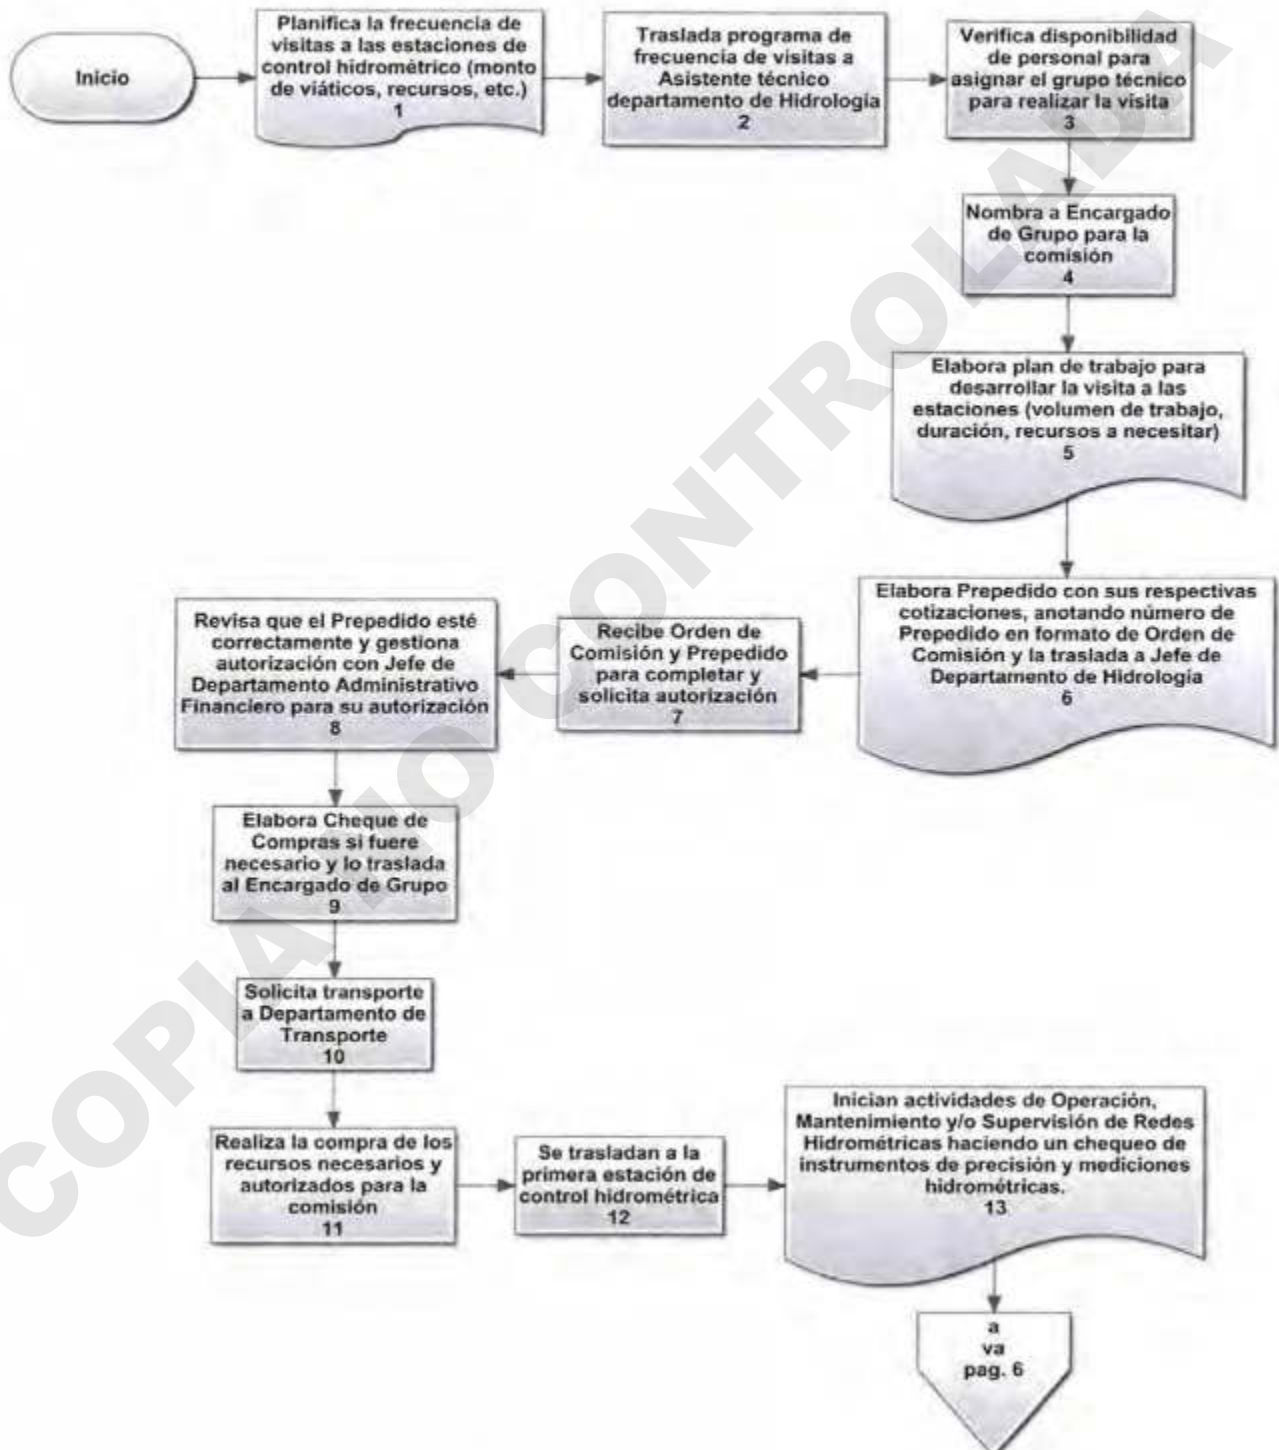 Inicio
Planifica la frecuencia de
visitas a las estaciones de
control hidrométrico (monto
de viáticos, recursos, etc.)
1
Traslada programa de
frecuencia de visitas a
Asistente técnico
departamento de Hidrología
2
Verifica disponibilidad
de personal para
asignar el grupo técnico
para realizar la visita
3
Nombra a Encargado
de Grupo para la
comisión
4
Elabora plan de trabajo para
desarrollar la visita a las
estaciones (volumen de trabajo,
duración, recursos a necesitar)
5
Elabora Prepedido con sus respectivas
cotizaciones, anotando número de
Prepedido en formato de Orden de
Comisión y la traslada a Jefe de
Departamento de Hidrología
6
Recibe Orden de
Comisión y Prepedido
para completar y
solicita autorización
7
Revisa que el Prepedido esté
correctamente y gestiona
autorización con Jefe de
Departamento Administrativo
Financiero para su autorización
8
Elabora Cheque de
Compras si fuere
necesario y lo traslada
al Encargado de Grupo
9
Solicita transporte
a Departamento de
Transporte
10
Realiza la compra de los
recursos necesarios y
autorizados para la
comisión
11
Se trasladan a la
primera estación de
control hidrométrica
12
Inician actividades de Operación,
Mantenimiento y/o Supervisión de Redes
Hidrométricas haciendo un chequeo de
instrumentos de precisión y mediciones
hidrométricas.
13
a
va
pag. 6
COPIA NO CONTROLADA